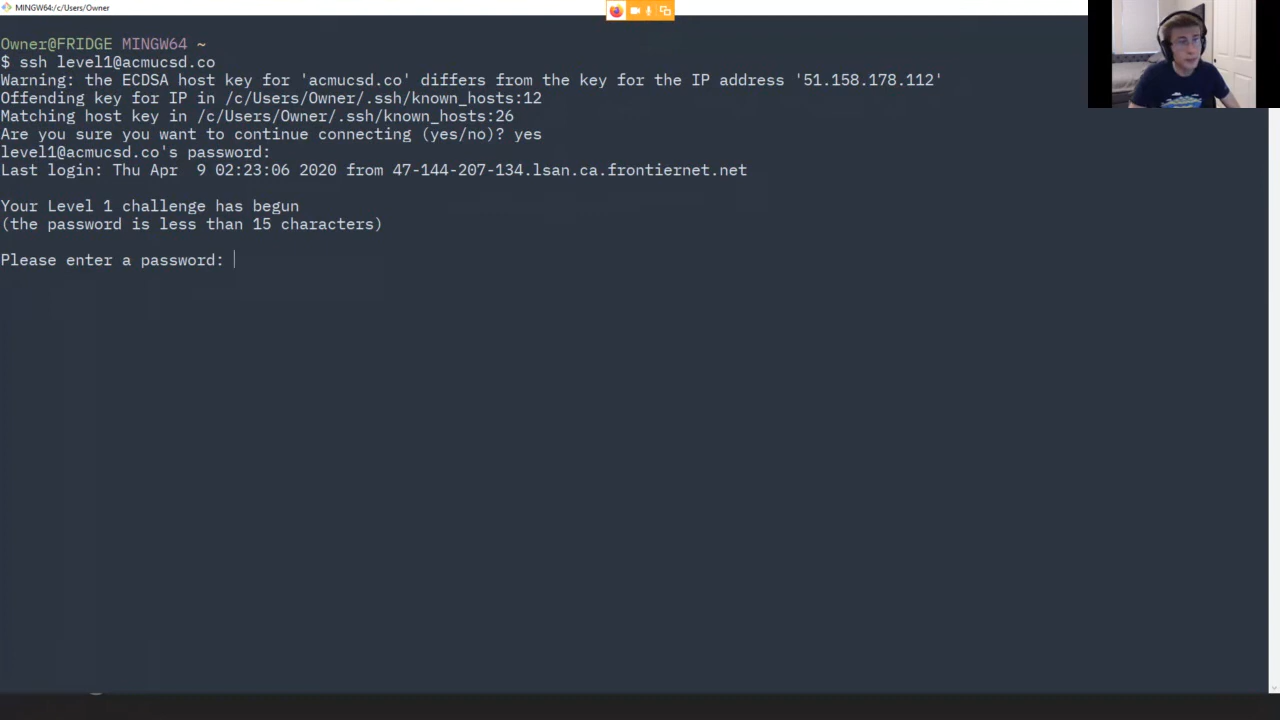 MINGW64:/c/Users/Owner
Owner@FRIDGE MINGW64 ~
$ ssh level1@acmucsd.co
Warning: the ECDSA host key for 'acmucsd.co' differs from the key for the IP address '51.158.178.112'
Offending key for IP in /c/Users/Owner/.ssh/known_hosts:12
Matching host key in /c/Users/Owner/.ssh/known_hosts:26
Are you sure you want to continue connecting (yes/no)? yes
level1@acmucsd.co's password:
Last login: Thu Apr  9 02:23:06 2020 from 47-144-207-134.lsan.ca.frontiernet.net
Your Level 1 challenge has begun
(the password is less than 15 characters)
Please enter a password: